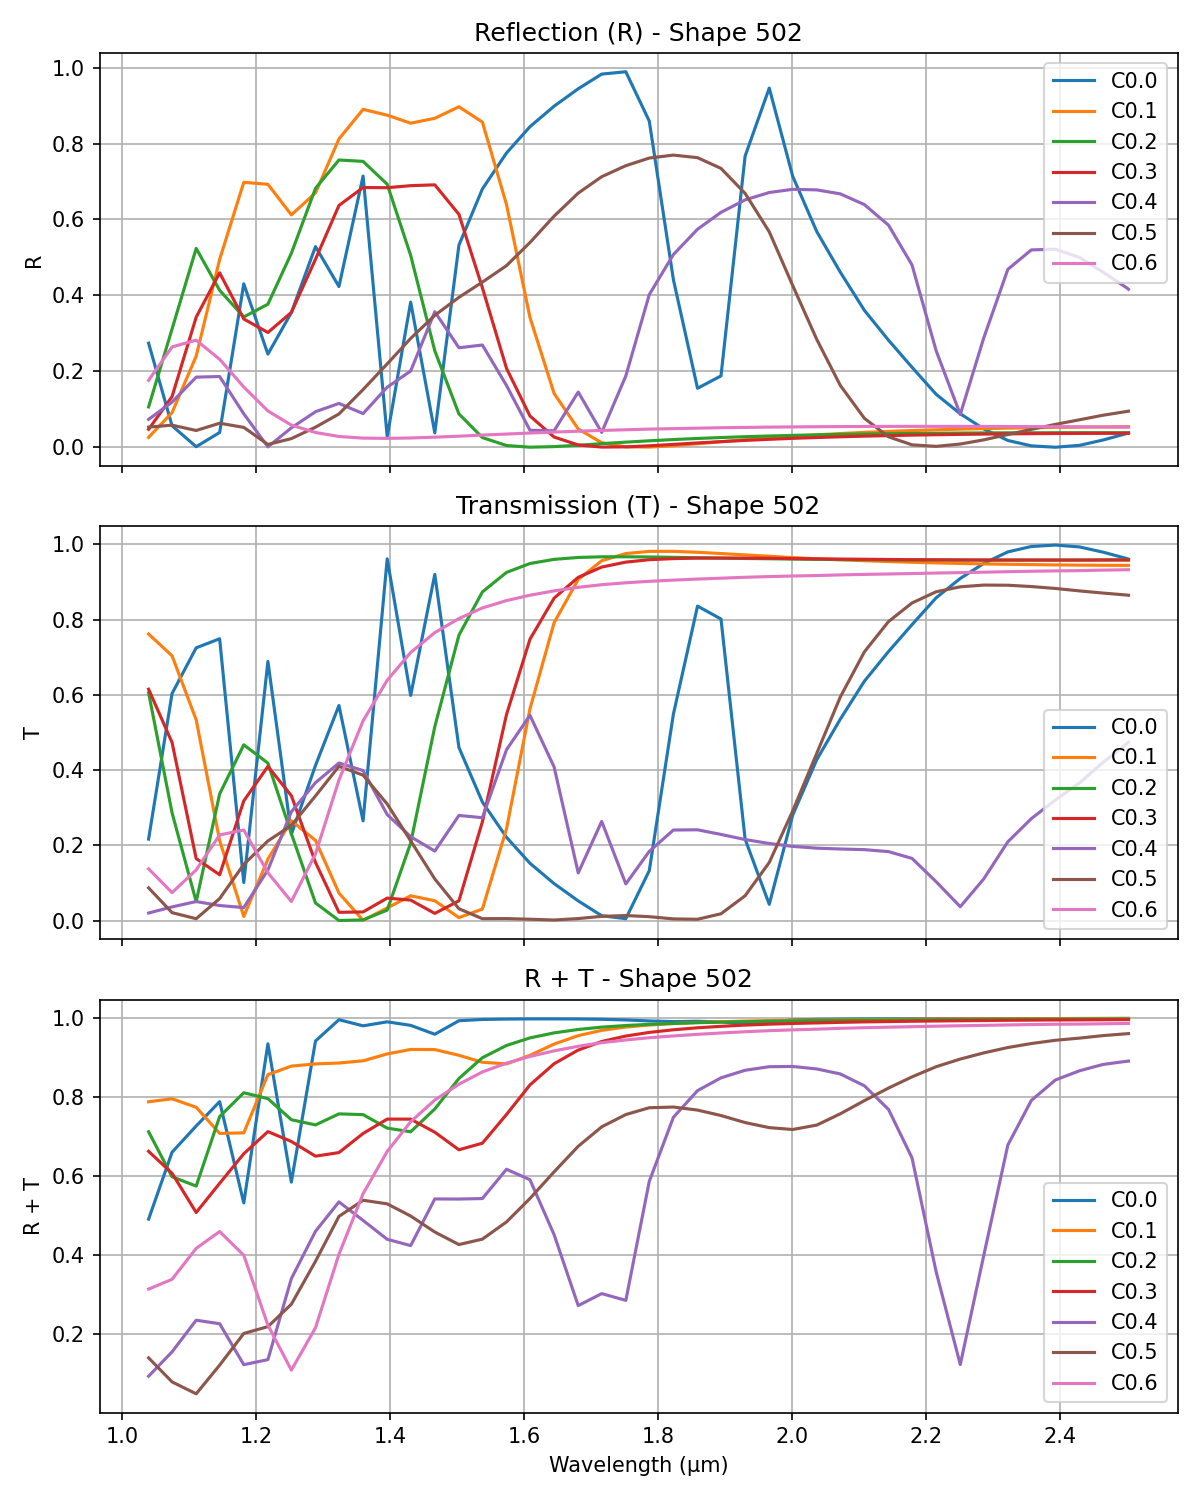 Reflection (R) - Shape 502
R
1.0
0.8
0.6
0.4
0.2
0.0
C0.0
C0.1
C0.2
C0.3
C0.4
C0.5
C0.6
Transmission (T) - Shape 502
T
1.0
0.8
0.6
0.4
0.2
0.0
C0.0
C0.1
C0.2
C0.3
C0.4
C0.5
C0.6
R + T - Shape 502
R + T
1.0
0.8
0.6
0.4
0.2
C0.0
C0.1
C0.2
C0.3
C0.4
C0.5
C0.6
1.0 1.2 1.4 1.6 1.8 2.0 2.2 2.4
Wavelength (μm)